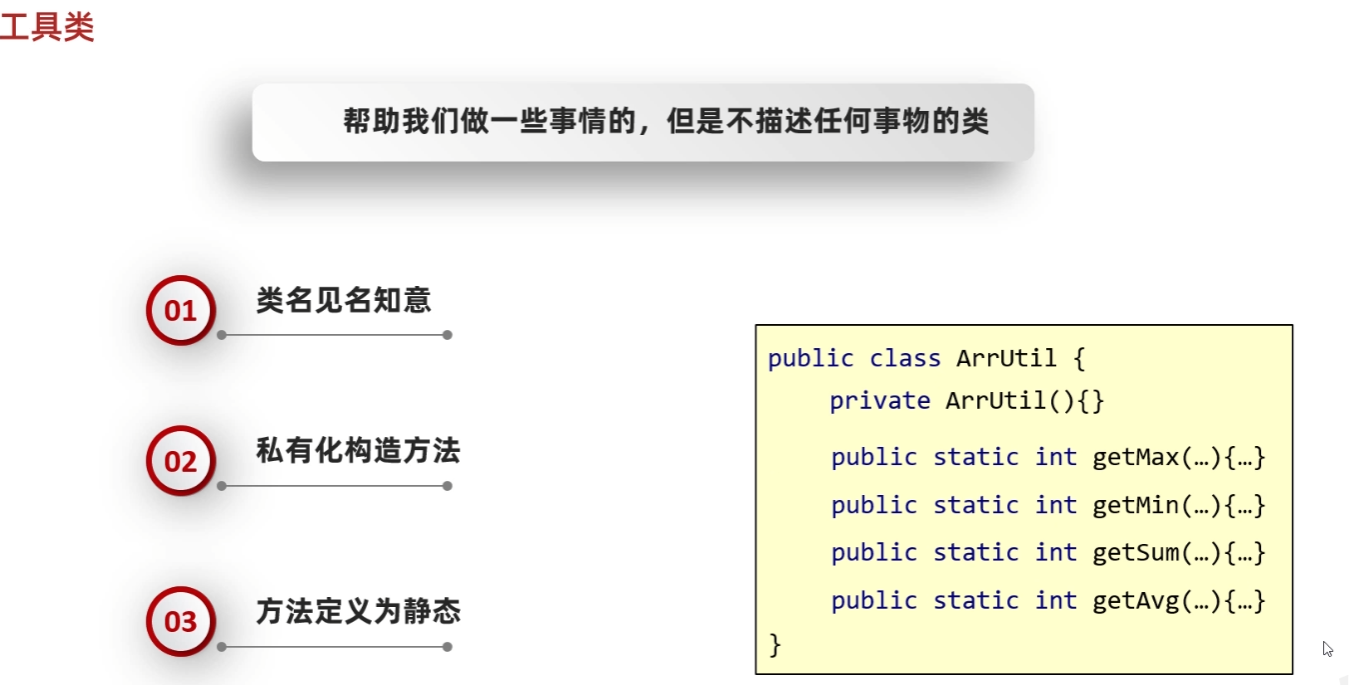 工具类
帮助我们做一些事情的，但是不描述任何事物的类
01 类名见名知意
02 私有化构造方法
03 方法定义为静态
public class ArrUtil {
private ArrUtil(){}
public static int getMax(…){…}
public static int getMin(…){…}
public static int getSum(…){…}
public static int getAvg(…){…}
}